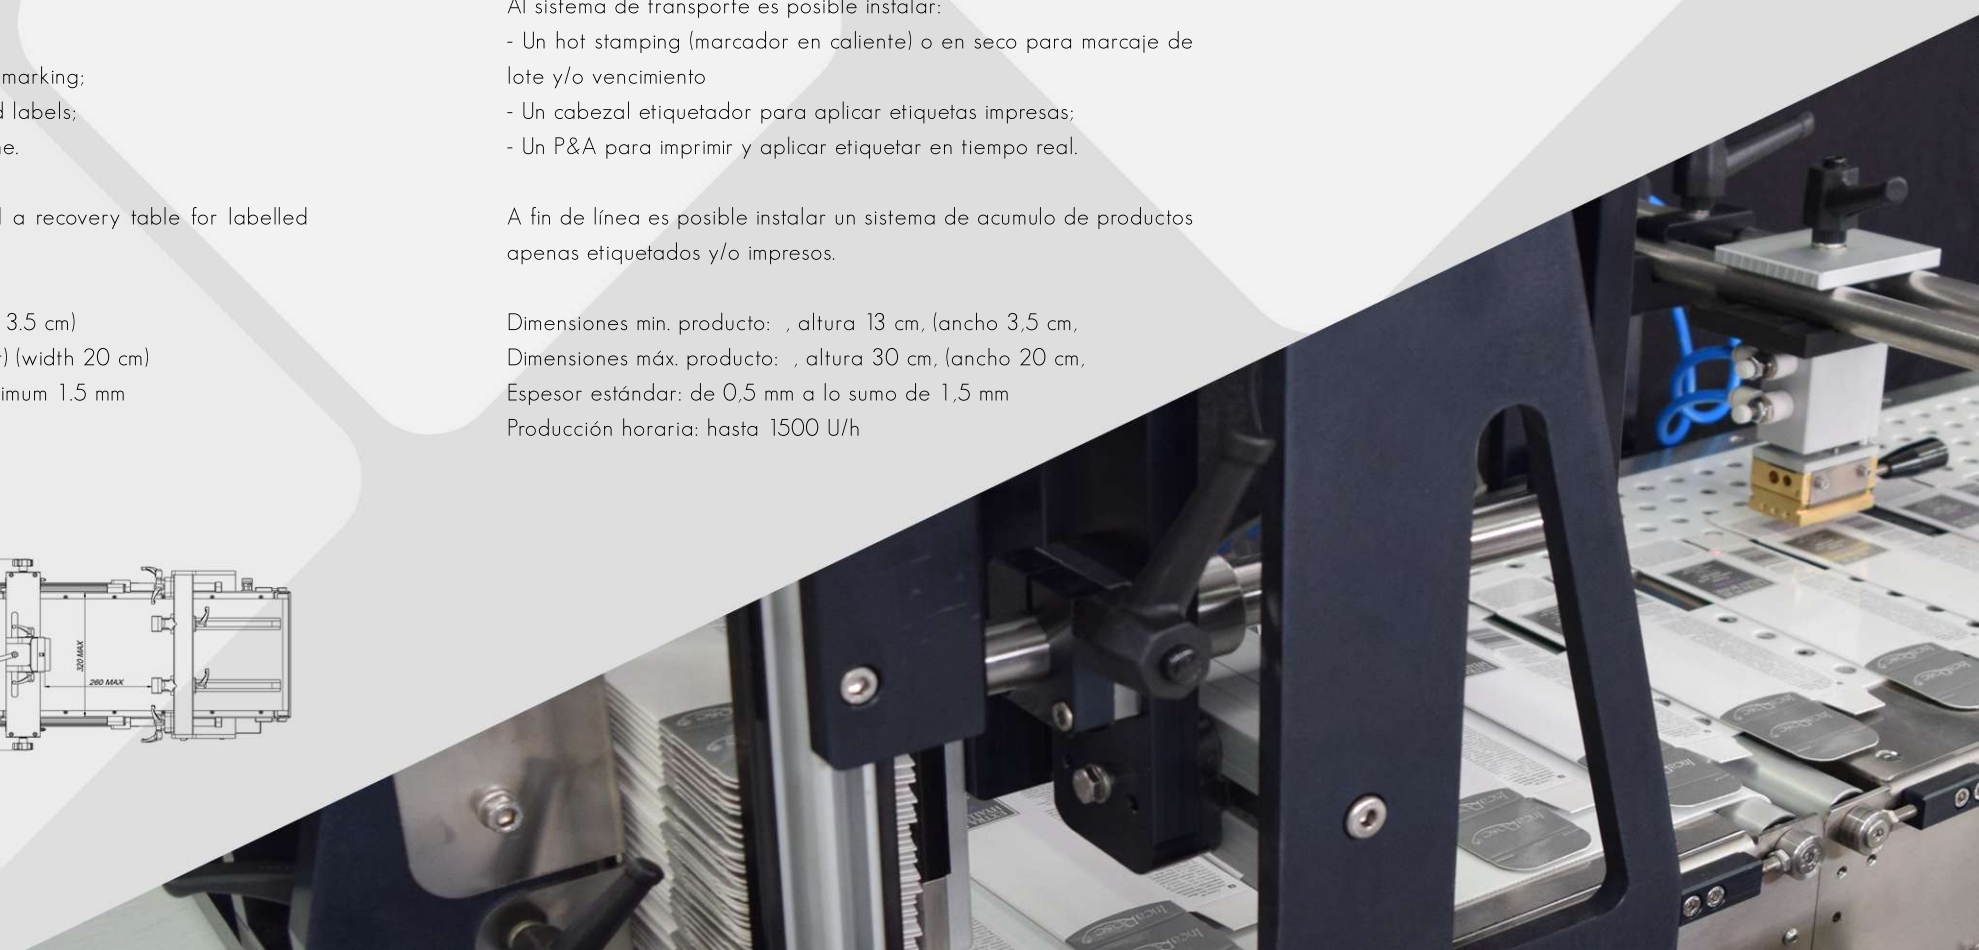 marking;
labels;
a recovery table for labelled
3.5 cm)
(width 20 cm)
1.5 mm
Al sistema de transporte es posible instalar:
- Un hot stamping (marcador en caliente) o en seco para marcaje de
lote y/o vencimiento
- Un cabezal etiquetador para aplicar etiquetas impresas;
- Un P&A para imprimir y aplicar etiquetar en tiempo real.
A fin de línea es posible instalar un sistema de acumulo de productos
apenas etiquetados y/o impresos.
Dimensiones min. producto:  , altura 13 cm, (ancho 3,5 cm,
Dimensiones máx. producto:  , altura 30 cm, (ancho 20 cm,
Espesor estándar: de 0,5 mm a lo sumo de 1,5 mm
Producción horaria: hasta 1500 U/h
320 MAX
260 MAX
IncaRose
IncaRose
IncaRose